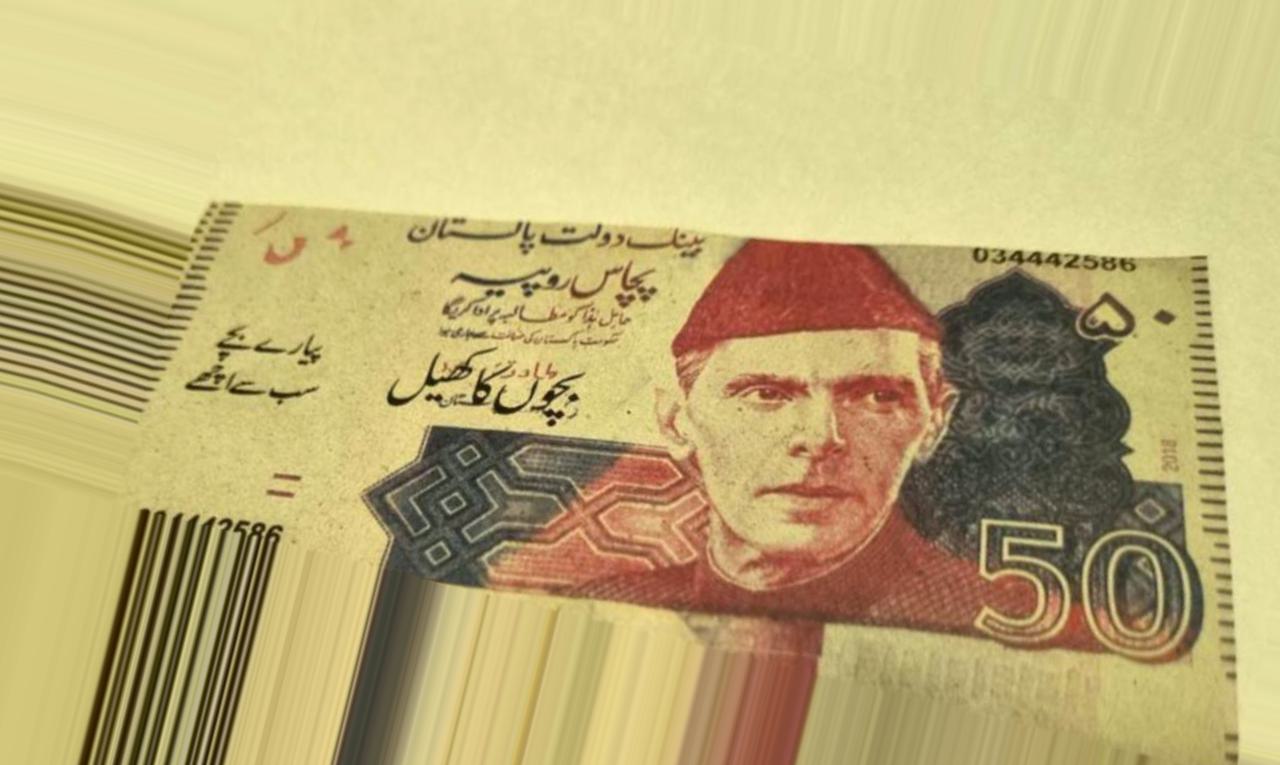 بینک دولت پاکستان
034442586
پچاس روپیہ
۵۰
حامل ہٰذا کو مطالبہ پر ادا کریگا
پیارے بچے
سب سے اچھے
بچوں کا کھیل
2018
50